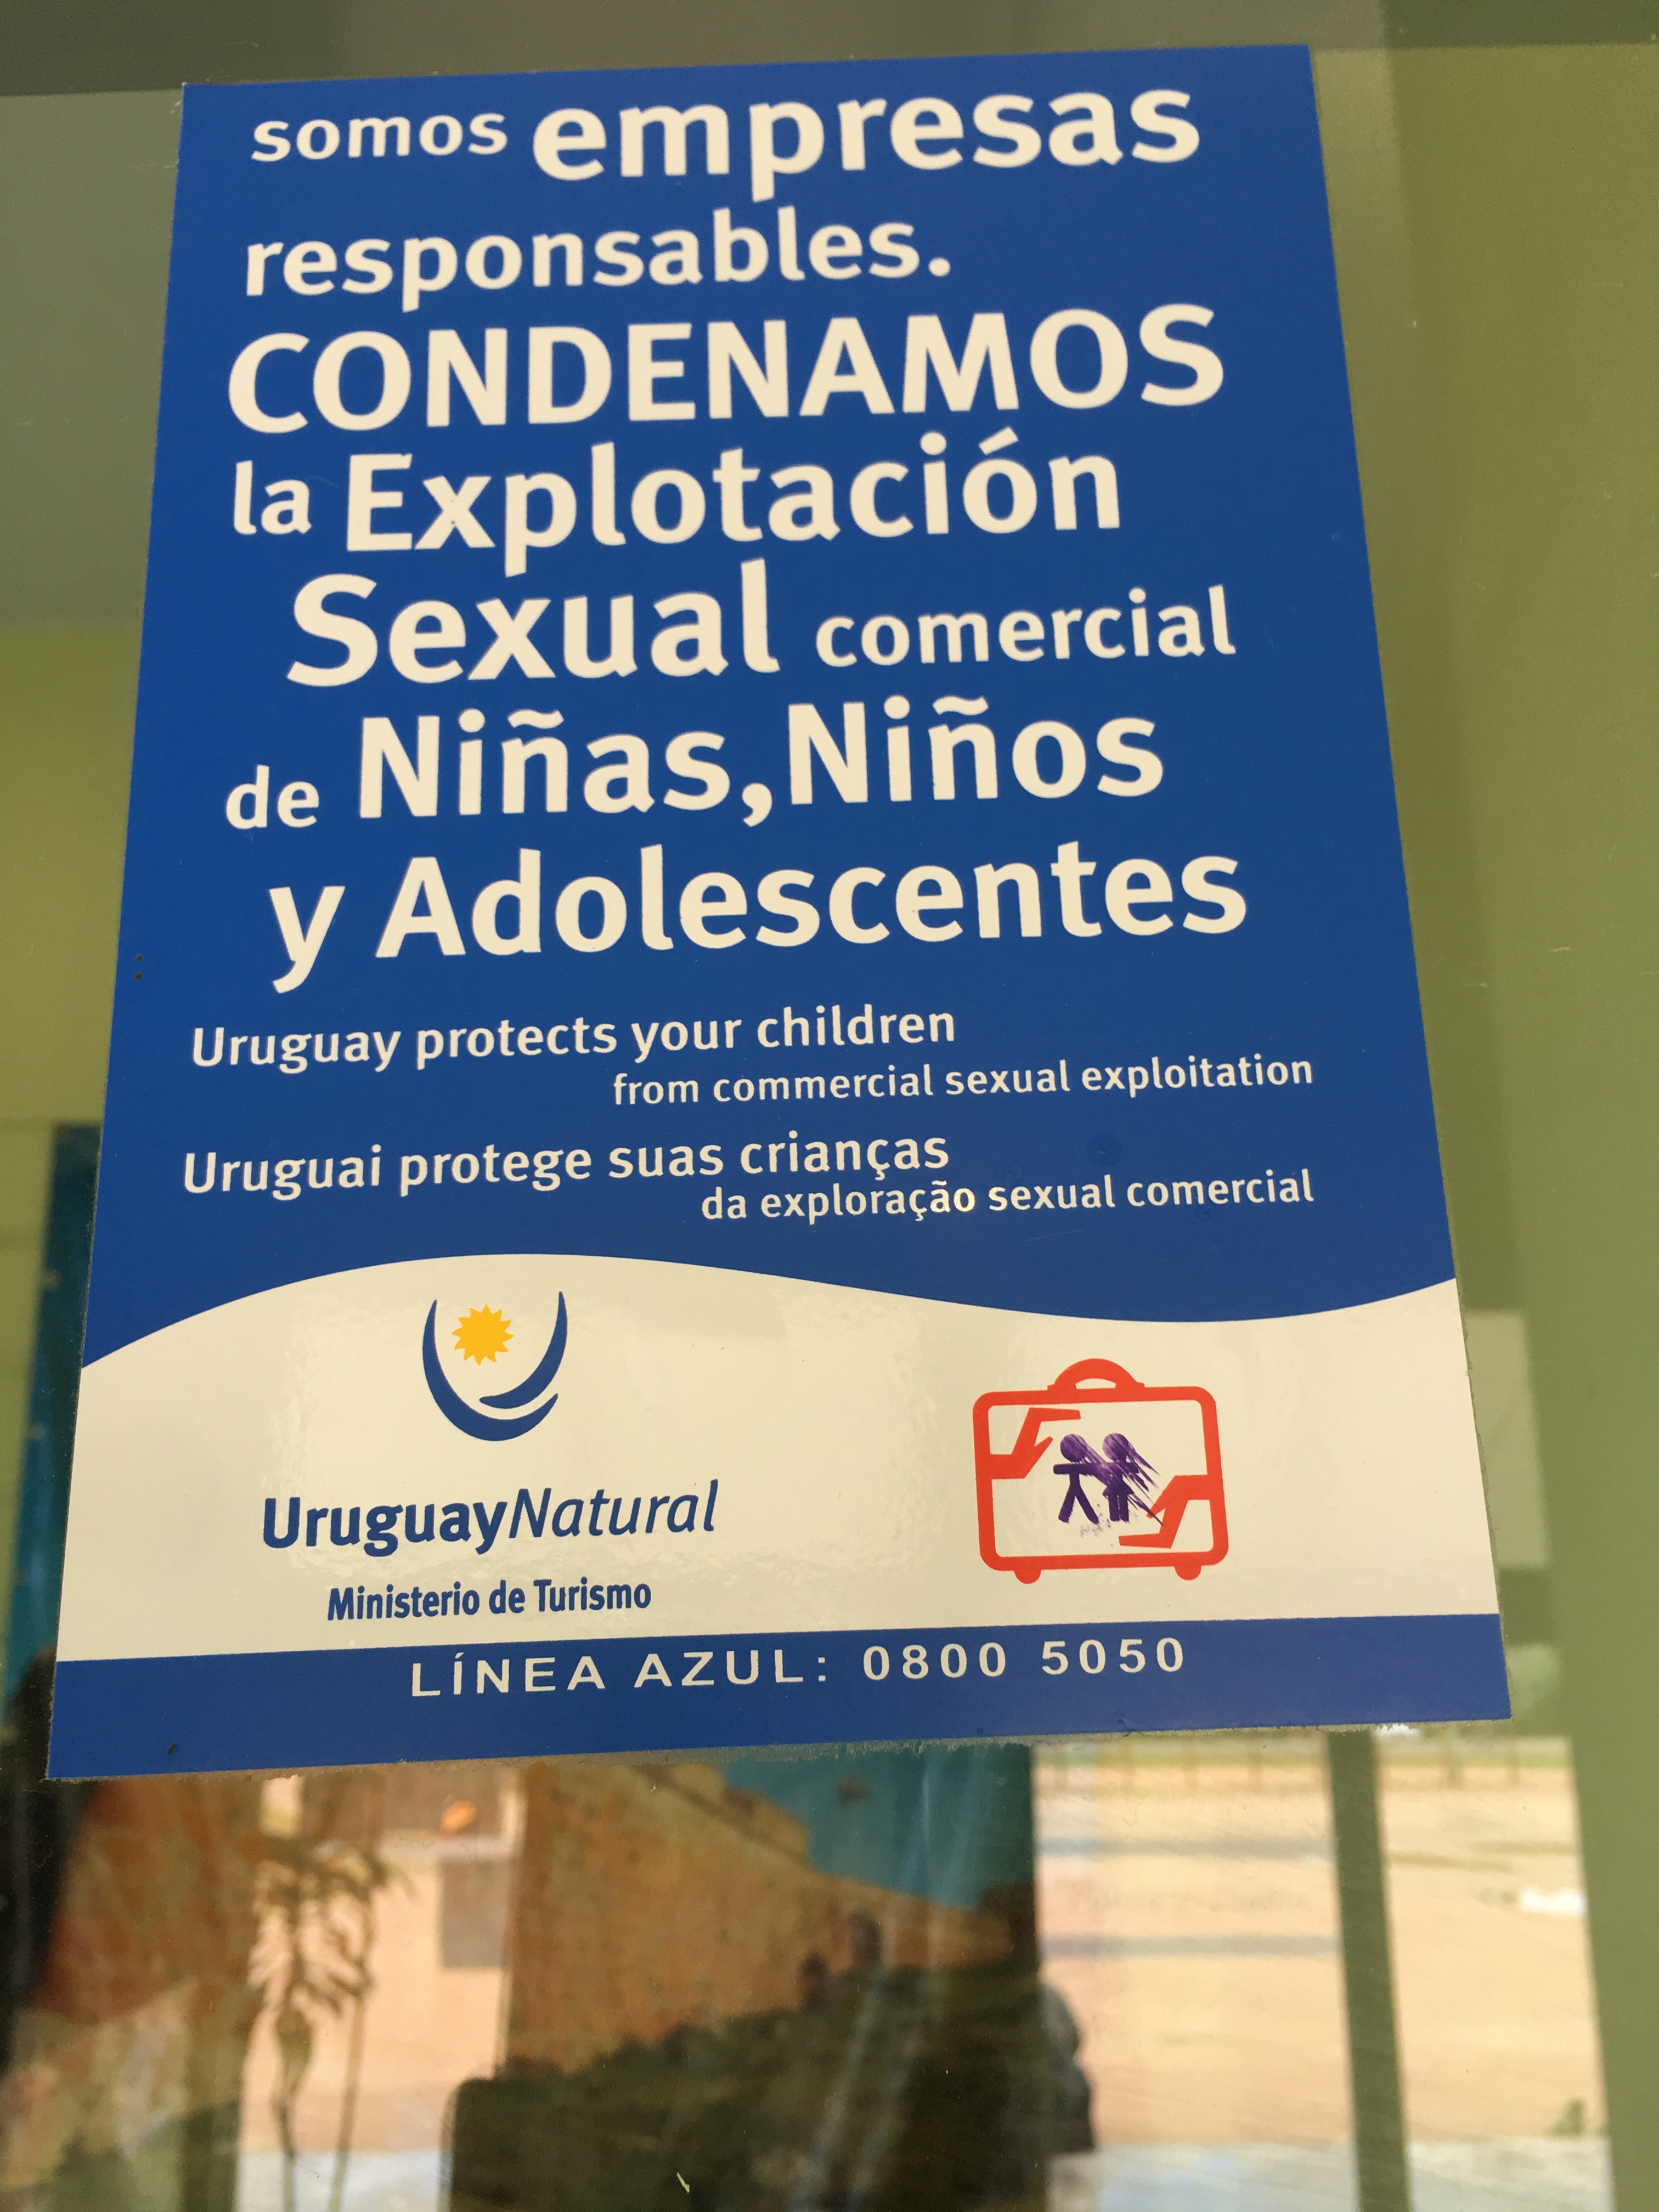 somos empresas
responsables.
CONDENAMOS
la Explotación
Sexual comercial
de Niñas, Niños
y Adolescentes
Uruguay protects your children
from commercial sexual exploitation
Uruguai protege suas crianças
da exploração sexual comercial
UruguayNatural
Ministerio de Turismo
LÍNEA AZUL: 0800 5050